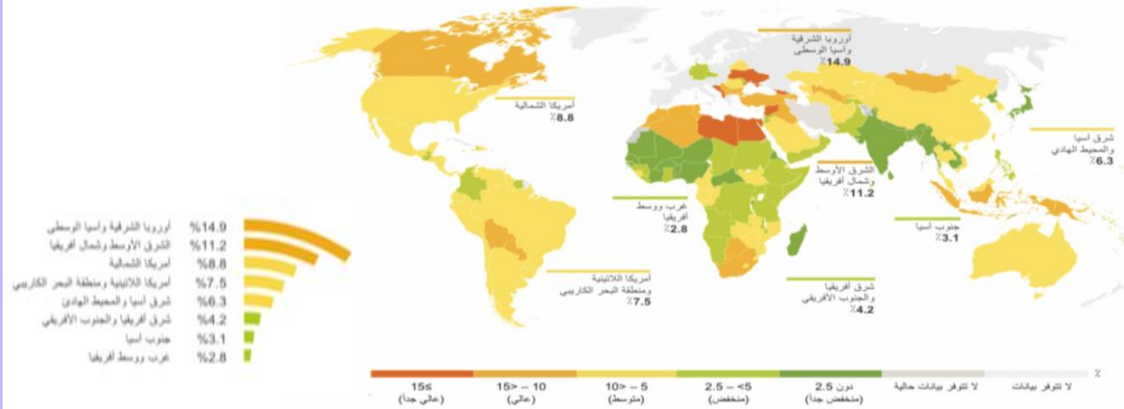 أوروبا الشرقية
وآسيا الوسطى
٪14.9
أمريكا الشمالية
٪8.8
شرق آسيا
والمحيط الهادي
٪6.3
الشرق الأوسط
وشمال أفريقيا
٪11.2
غرب ووسط
أفريقيا
٪2.8
جنوب آسيا
٪3.1
أمريكا اللاتينية
ومنطقة البحر الكاريبي
٪7.5
شرق أفريقيا
والجنوب الأفريقي
٪4.2
%14.9 أوروبا الشرقية وآسيا الوسطى
%11.2 الشرق الأوسط وشمال أفريقيا
%8.8 أمريكا الشمالية
%7.5 أمريكا اللاتينية ومنطقة البحر الكاريبي
%6.3 شرق آسيا والمحيط الهادئ
%4.2 شرق أفريقيا والجنوب الأفريقي
%3.1 جنوب آسيا
%2.8 غرب ووسط أفريقيا
٪ لا تتوفر بيانات لا تتوفر بيانات حالية دون 2.5 2.5 – <5 5 – <10 10 – <15 ≥15
(منخفض جداً) (منخفض) (متوسط) (عالي) (عالي جداً)